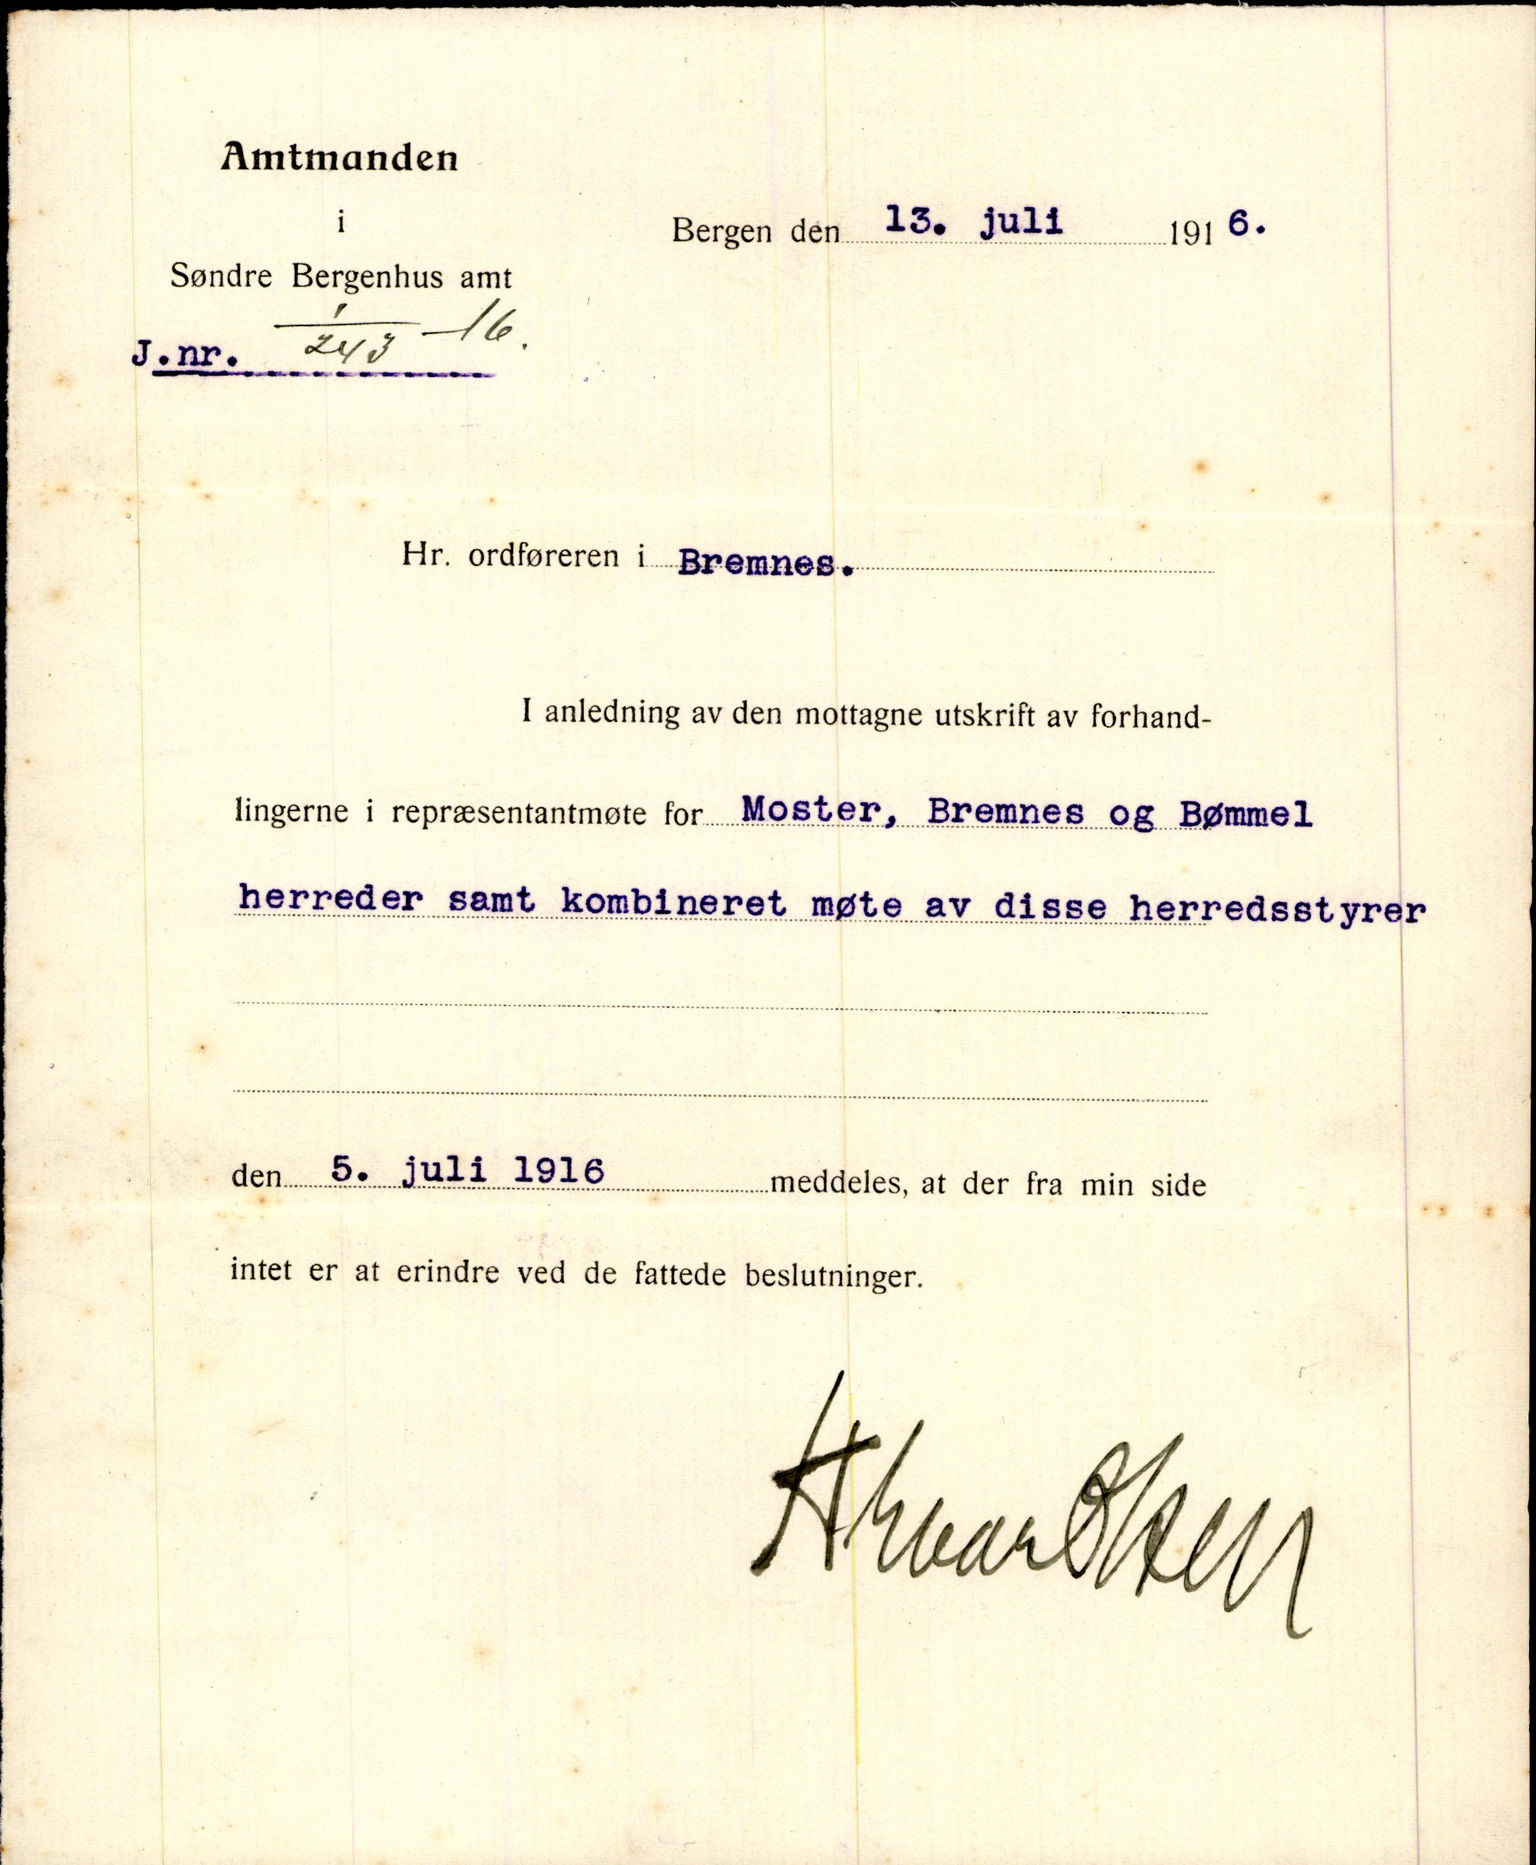 Amtmanden
i
Søndre Bergenhus amt
J.nr. 1/243 - 16.
Bergen den 13. juli 1916.
Hr. ordføreren i Bremnes.
I anledning av den mottagne utskrift av forhand-
lingerne i repræsentantmøte for Moster, Bremnes og Bømmel
herreder samt kombineret møte av disse herredsstyrer
den 5. juli 1916 meddeles, at der fra min side
intet er at erindre ved de fattede beslutninger.